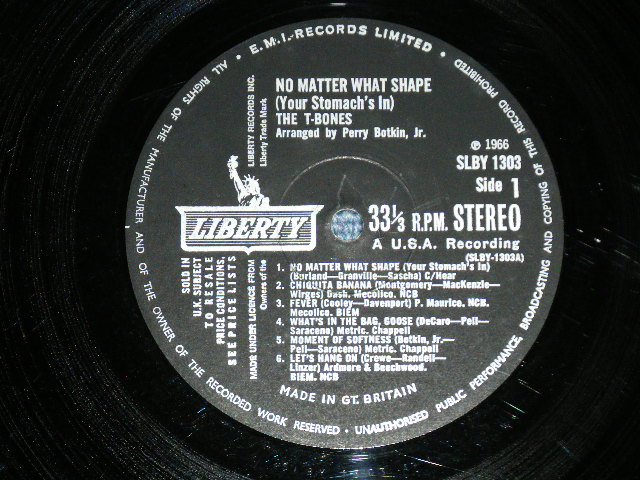 E.M.I.-RECORDS LIMITED •
ALL RIGHTS OF THE MANUFACTURER AND OF THE OWNER OF THE RECORDED WORK RESERVED •
UNAUTHORISED PUBLIC PERFORMANCE, BROADCASTING AND COPYING OF THIS RECORD PROHIBITED
NO MATTER WHAT SHAPE
(Your Stomach's In)
THE T-BONES
Arranged by Perry Botkin, Jr.
LIBERTY RECORDS INC.
Liberty Trade Mark
℗ 1966
SLBY 1303
Side 1
LIBERTY
33⅓ R.P.M. STEREO
A U.S.A. Recording
(SLBY-1303A)
SOLD IN
U.K. SUBJECT
TO RESALE
PRICE CONDITIONS,
SEE PRICE LISTS
MADE UNDER LICENCE FROM
Owners of the
1. NO MATTER WHAT SHAPE (Your Stomach's In)
(Burland—Granville—Sascha) C/Hear
2. CHIQUITA BANANA (Montgomery—MacKenzie—
Wirges) Bush. Mecolico. NCB
3. FEVER (Cooley—Davenport) P. Maurice. NCB.
Mecolico. BIEM
4. WHAT'S IN THE BAG, GOOSE (DeCaro—Pell—
Saraceno) Metric. Chappell
5. MOMENT OF SOFTNESS (Botkin, Jr.—
Pell—Saraceno) Metric. Chappell
6. LET'S HANG ON (Crewe—Randell—
Linzer) Ardmore & Beechwood.
BIEM. NCB
MADE IN GT. BRITAIN